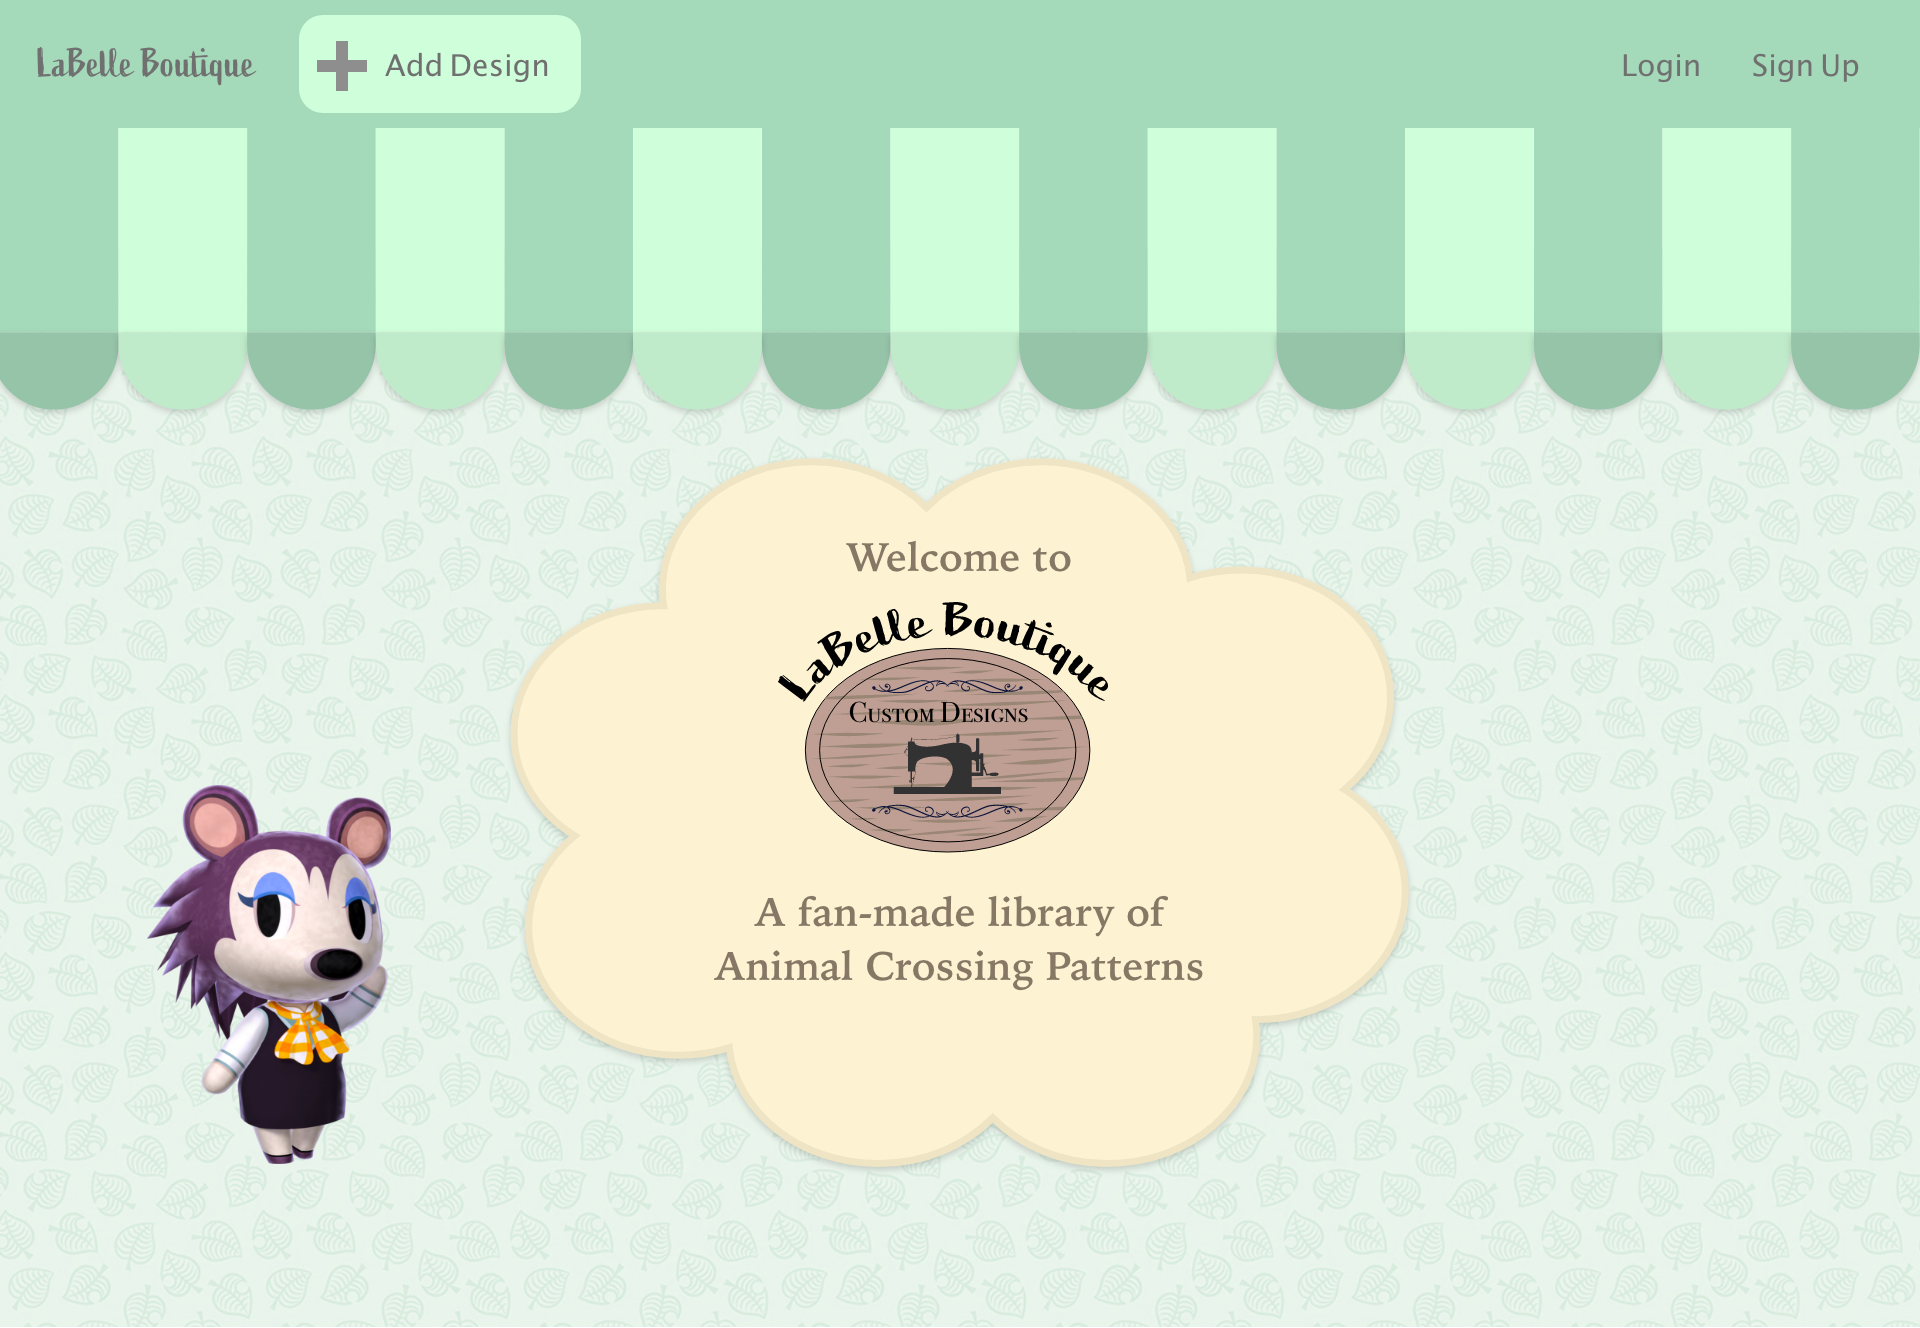 LaBelle Boutique
Add Design
Login
Sign Up
Welcome to
LaBelle Boutique
Custom Designs
A fan-made library of
Animal Crossing Patterns